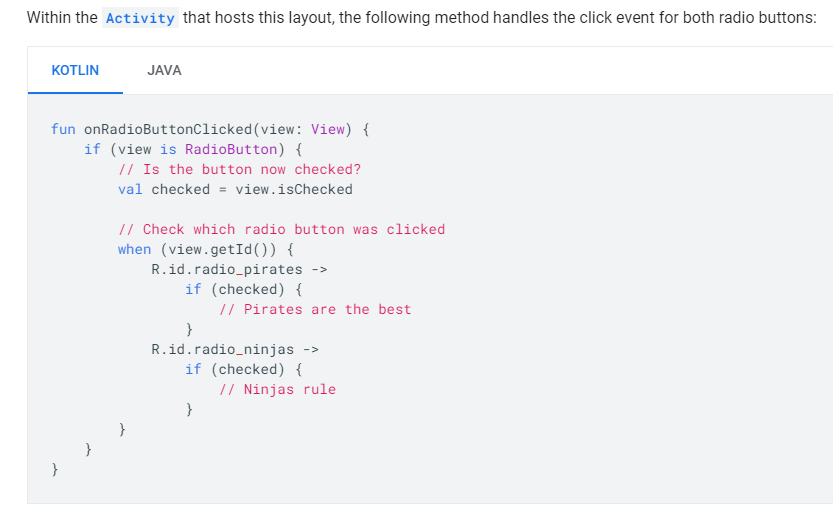 Within the Activity that hosts this layout, the following method handles the click event for both radio buttons:
KOTLIN JAVA
fun onRadioButtonClicked(view: View) {
    if (view is RadioButton) {
        // Is the button now checked?
        val checked = view.isChecked

        // Check which radio button was clicked
        when (view.getId()) {
            R.id.radio_pirates ->
                if (checked) {
                    // Pirates are the best
                }
            R.id.radio_ninjas ->
                if (checked) {
                    // Ninjas rule
                }
        }
    }
}